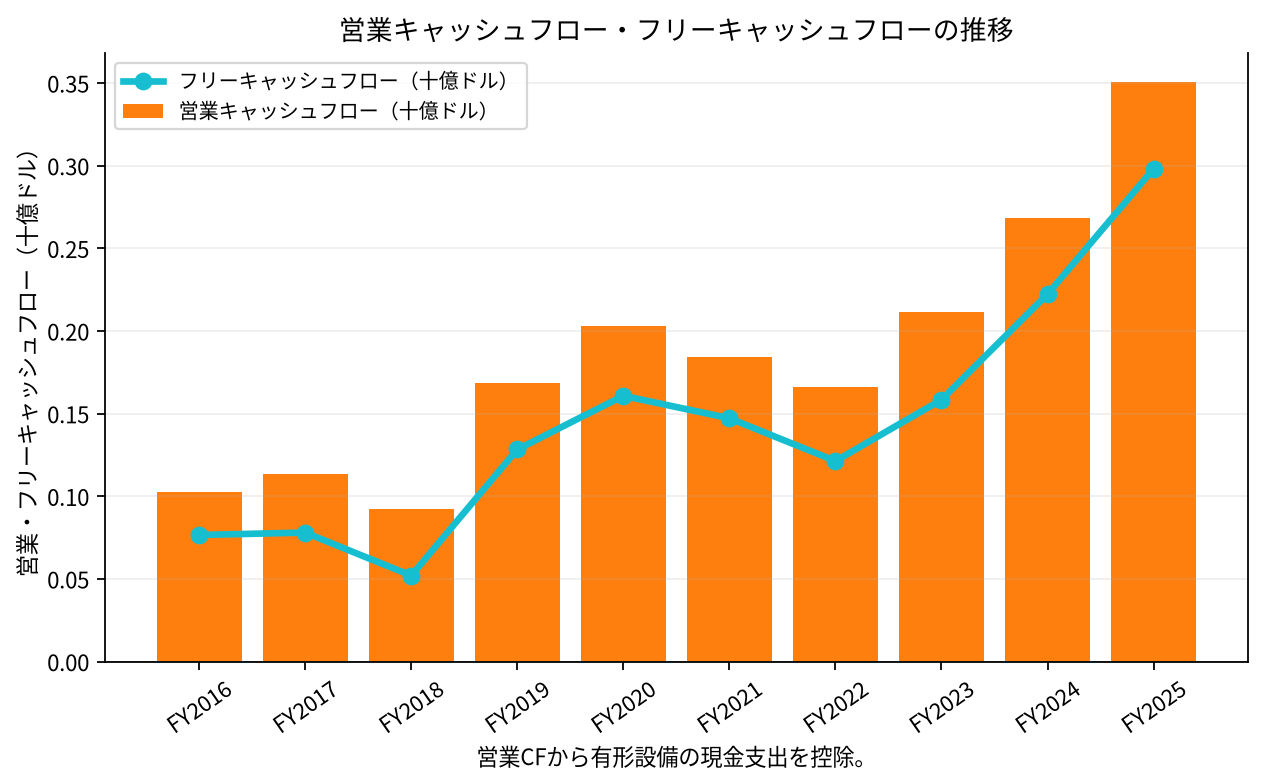 営業キャッシュフロー・フリーキャッシュフローの推移
フリーキャッシュフロー（十億ドル）
営業キャッシュフロー（十億ドル）
営業・フリーキャッシュフロー（十億ドル）
0.35
0.30
0.25
0.20
0.15
0.10
0.05
0.00
FY2016
FY2017
FY2018
FY2019
FY2020
FY2021
FY2022
FY2023
FY2024
FY2025
営業CFから有形設備の現金支出を控除。